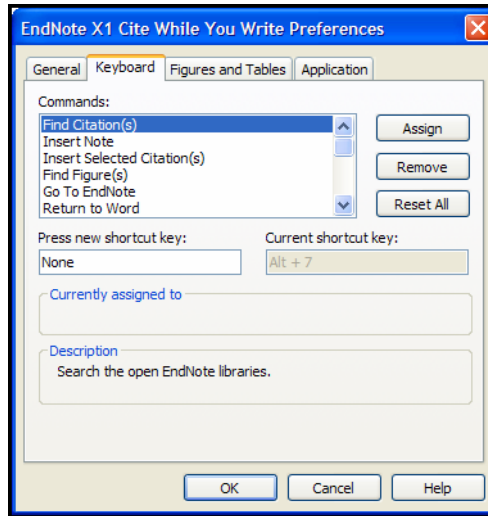 EndNote X1 Cite While You Write Preferences
General Keyboard Figures and Tables Application
Commands:
Find Citation(s)
Insert Note
Insert Selected Citation(s)
Find Figure(s)
Go To EndNote
Return to Word
Assign
Remove
Reset All
Press new shortcut key: Current shortcut key:
None Alt + 7
Currently assigned to
Description
Search the open EndNote libraries.
OK Cancel Help